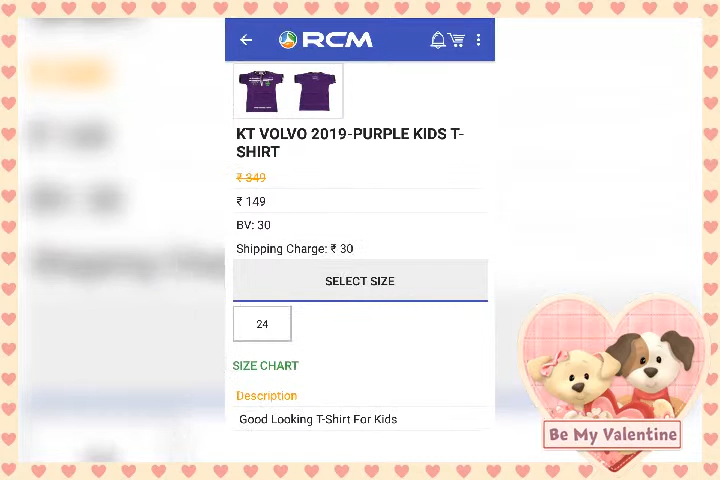 RCM
KT VOLVO 2019-PURPLE KIDS T-
SHIRT
₹ 349
₹ 149
BV: 30
Shipping Charge: ₹ 30
SELECT SIZE
24
SIZE CHART
Description
Good Looking T-Shirt For Kids
Be My Valentine